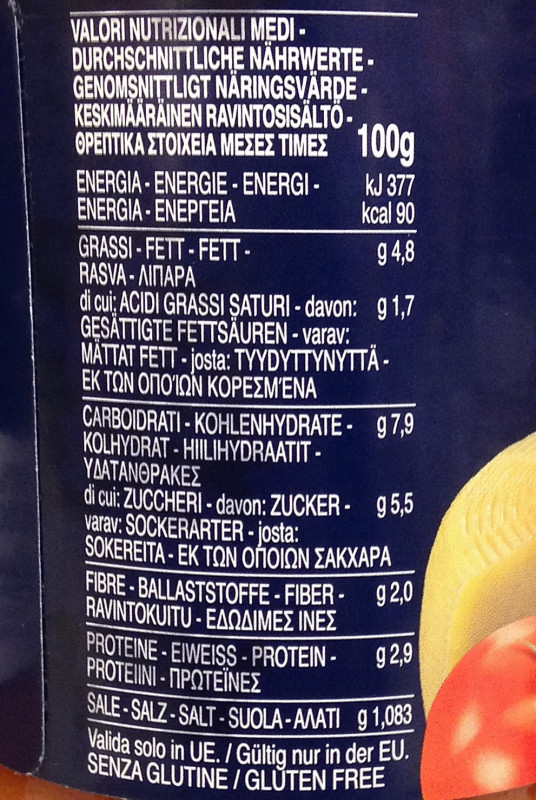 VALORI NUTRIZIONALI MEDI -
DURCHSCHNITTLICHE NÄHRWERTE -
GENOMSNITTLIGT NÄRINGSVÄRDE -
KESKIMÄÄRÄINEN RAVINTOSISÄLTÖ -
ΘΡΕΠΤΙΚΑ ΣΤΟΙΧΕΙΑ ΜΕΣΕΣ ΤΙΜΕΣ 100g
ENERGIA - ENERGIE - ENERGI - kJ 377
ENERGIA - ΕΝΕΡΓΕΙΑ kcal 90
GRASSI - FETT - FETT - g 4,8
RASVA - ΛΙΠΑΡΑ
di cui: ACIDI GRASSI SATURI - davon: g 1,7
GESÄTTIGTE FETTSÄUREN - varav:
MÄTTAT FETT - josta: TYYDYTTYNYTTÄ -
ΕΚ ΤΩΝ ΟΠΟΊΩΝ ΚΟΡΕΣΜΈΝΑ
CARBOIDRATI - KOHLENHYDRATE - g 7,9
KOLHYDRAT - HIILIHYDRAATIT -
ΥΔΑΤΑΝΘΡΑΚΕΣ
di cui: ZUCCHERI - davon: ZUCKER - g 5,5
varav: SOCKERARTER - josta:
SOKEREITA - ΕΚ ΤΩΝ ΟΠΟΙΩΝ ΣΑΚΧΑΡΑ
FIBRE - BALLASTSTOFFE - FIBER - g 2,0
RAVINTOKUITU - ΕΔΩΔΙΜΕΣ ΙΝΕΣ
PROTEINE - EIWEISS - PROTEIN - g 2,9
PROTEIINI - ΠΡΩΤΕΪΝΕΣ
SALE - SALZ - SALT - SUOLA - ΑΛΑΤΙ g 1,083
Valida solo in UE. / Gültig nur in der EU.
SENZA GLUTINE / GLUTEN FREE